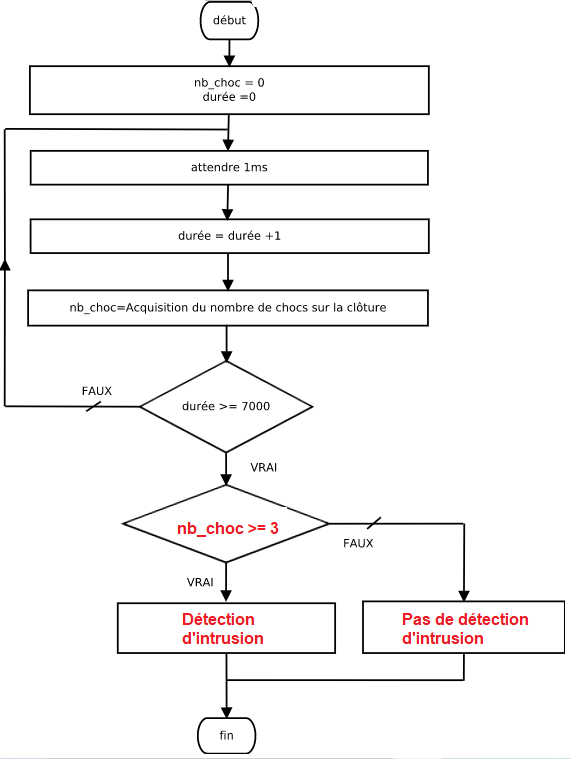 début
nb_choc = 0
durée =0
attendre 1ms
durée = durée +1
nb_choc=Acquisition du nombre de chocs sur la clôture
FAUX
durée >= 7000
VRAI
nb_choc >= 3
FAUX
VRAI
Détection
d'intrusion
Pas de détection
d'intrusion
fin